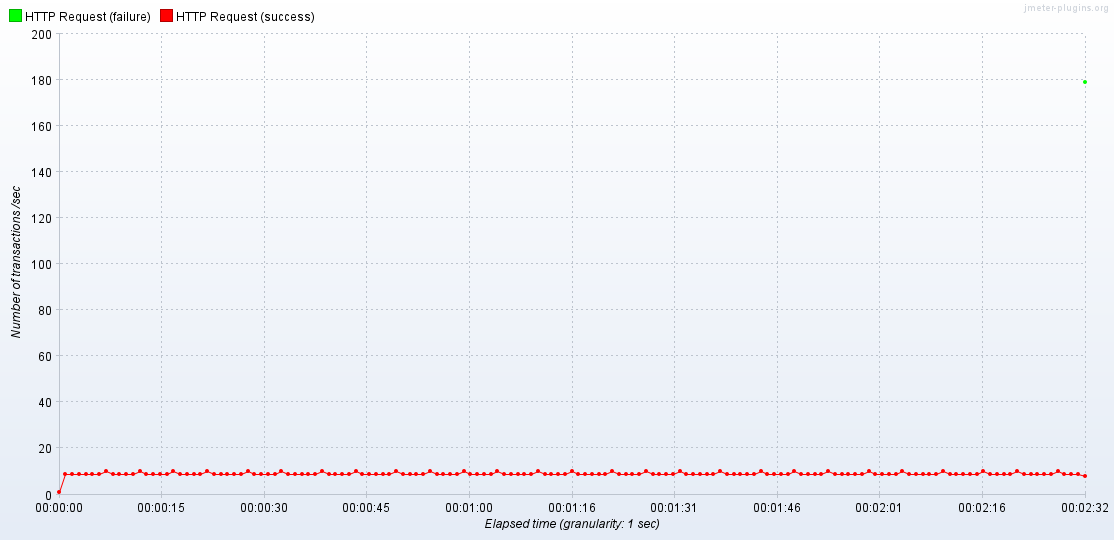 HTTP Request (failure) HTTP Request (success)
jmeter-plugins.org
200
180
160
140
120
100
80
60
40
20
0
Number of transactions /sec
00:00:00 00:00:15 00:00:30 00:00:45 00:01:00 00:01:16 00:01:31 00:01:46 00:02:01 00:02:16 00:02:32
Elapsed time (granularity: 1 sec)